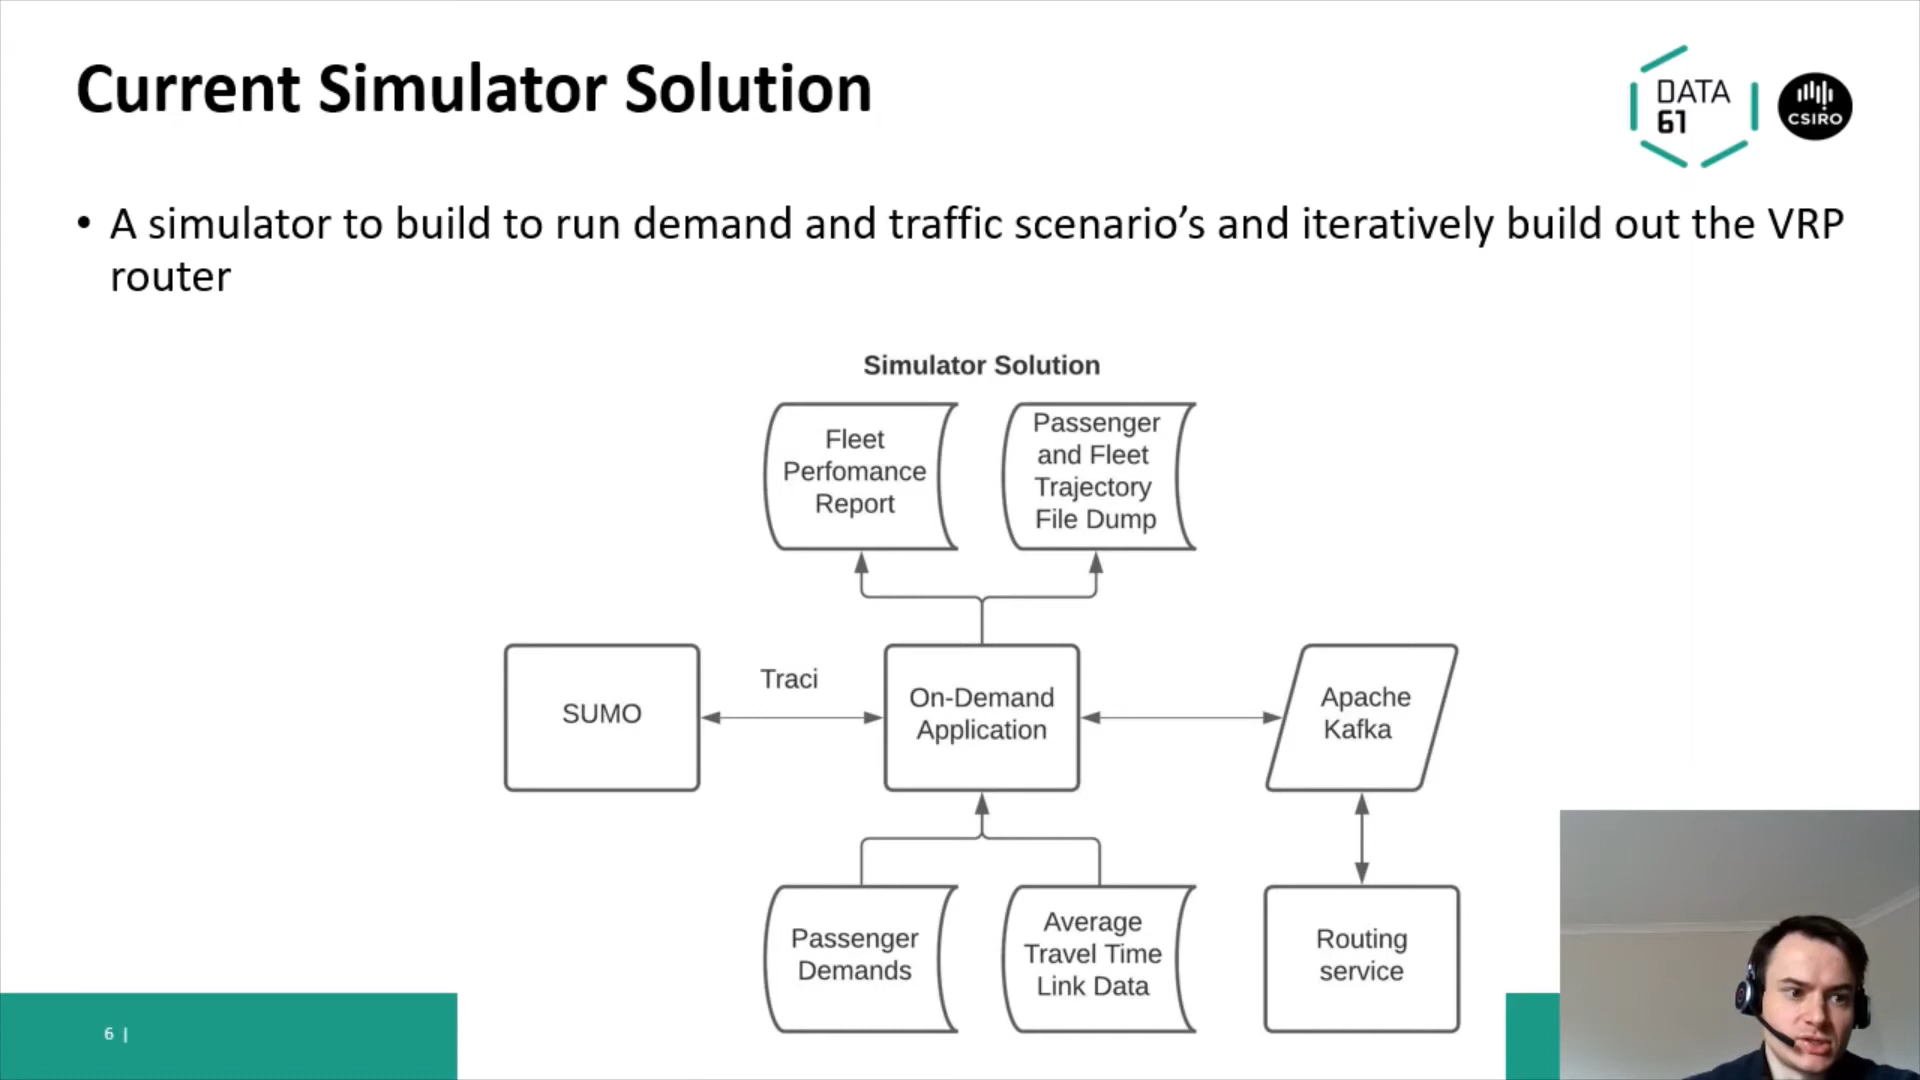 Current Simulator Solution
DATA
61
CSIRO
• A simulator to build to run demand and traffic scenario’s and iteratively build out the VRP
router
Simulator Solution
Fleet
Perfomance
Report
Passenger
and Fleet
Trajectory
File Dump
SUMO
Traci
On-Demand
Application
Apache
Kafka
Passenger
Demands
Average
Travel Time
Link Data
Routing
service
6 |